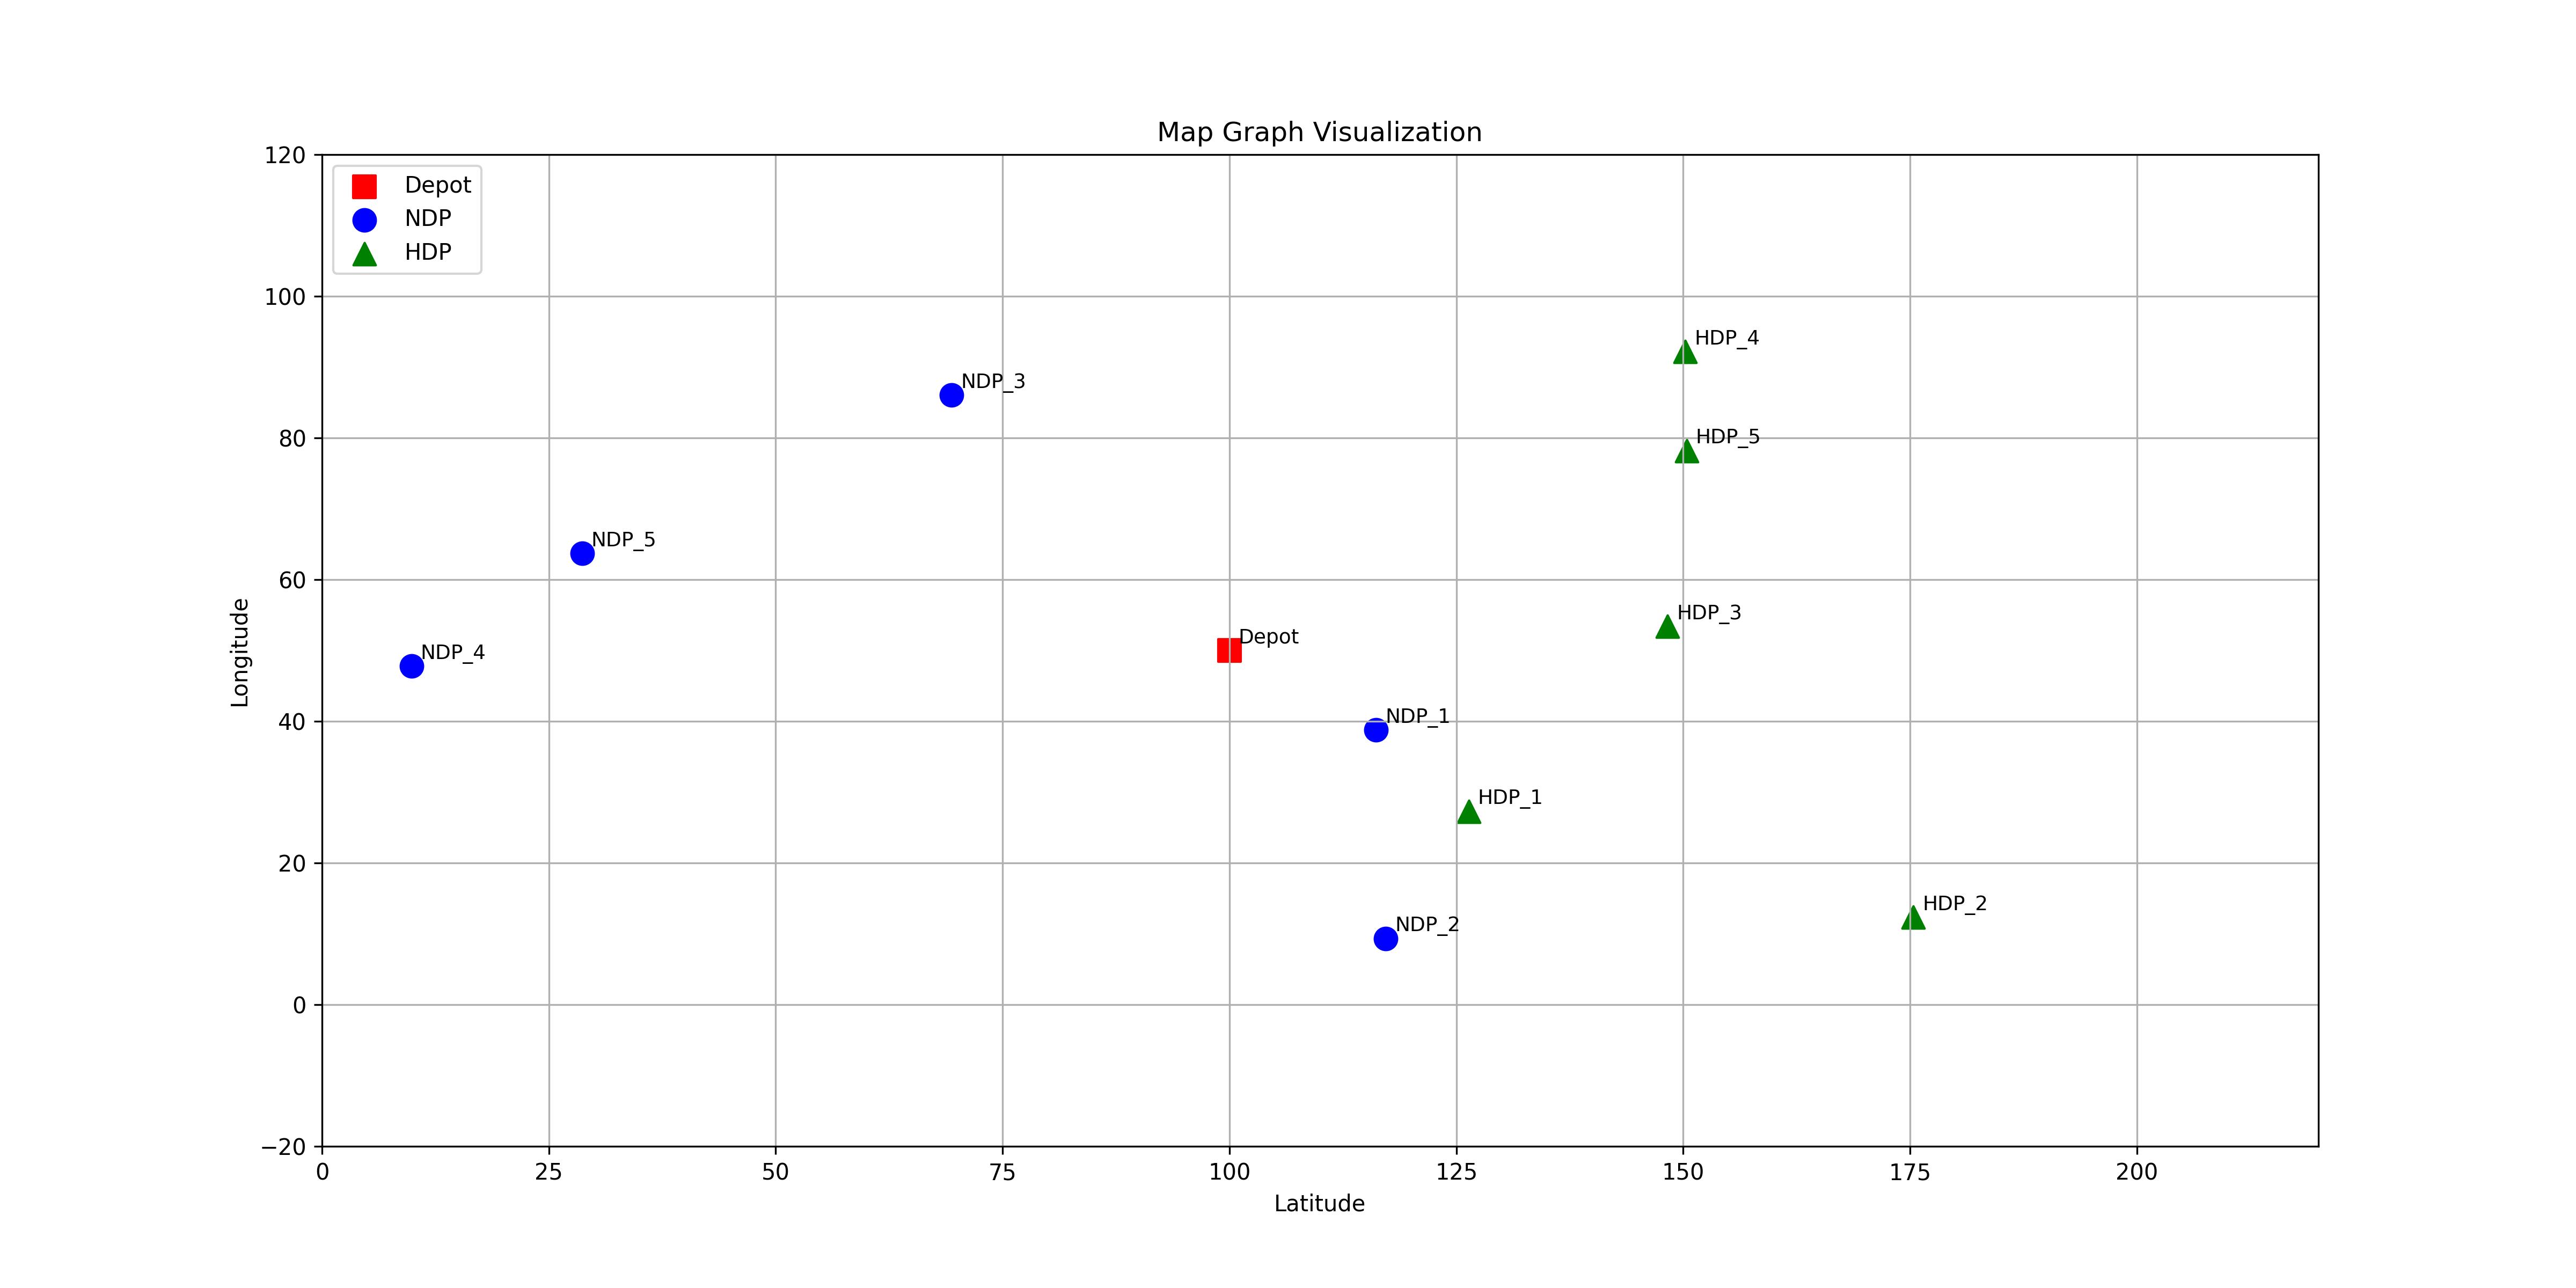 Map Graph Visualization
120
100
80
60
40
20
0
−20
Longitude
Depot
NDP
HDP
HDP_4
NDP_3
HDP_5
NDP_5
HDP_3
Depot
NDP_4
NDP_1
HDP_1
HDP_2
NDP_2
0 25 50 75 100 125 150 175 200
Latitude